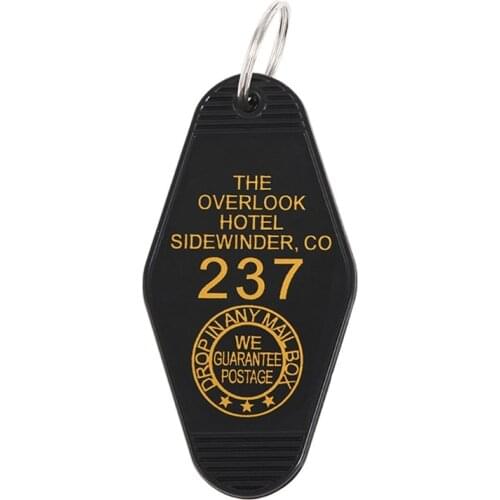 THE
OVERLOOK
HOTEL
SIDEWINDER, CO
237
DROP IN ANY MAIL BOX
WE
GUARANTEE
POSTAGE